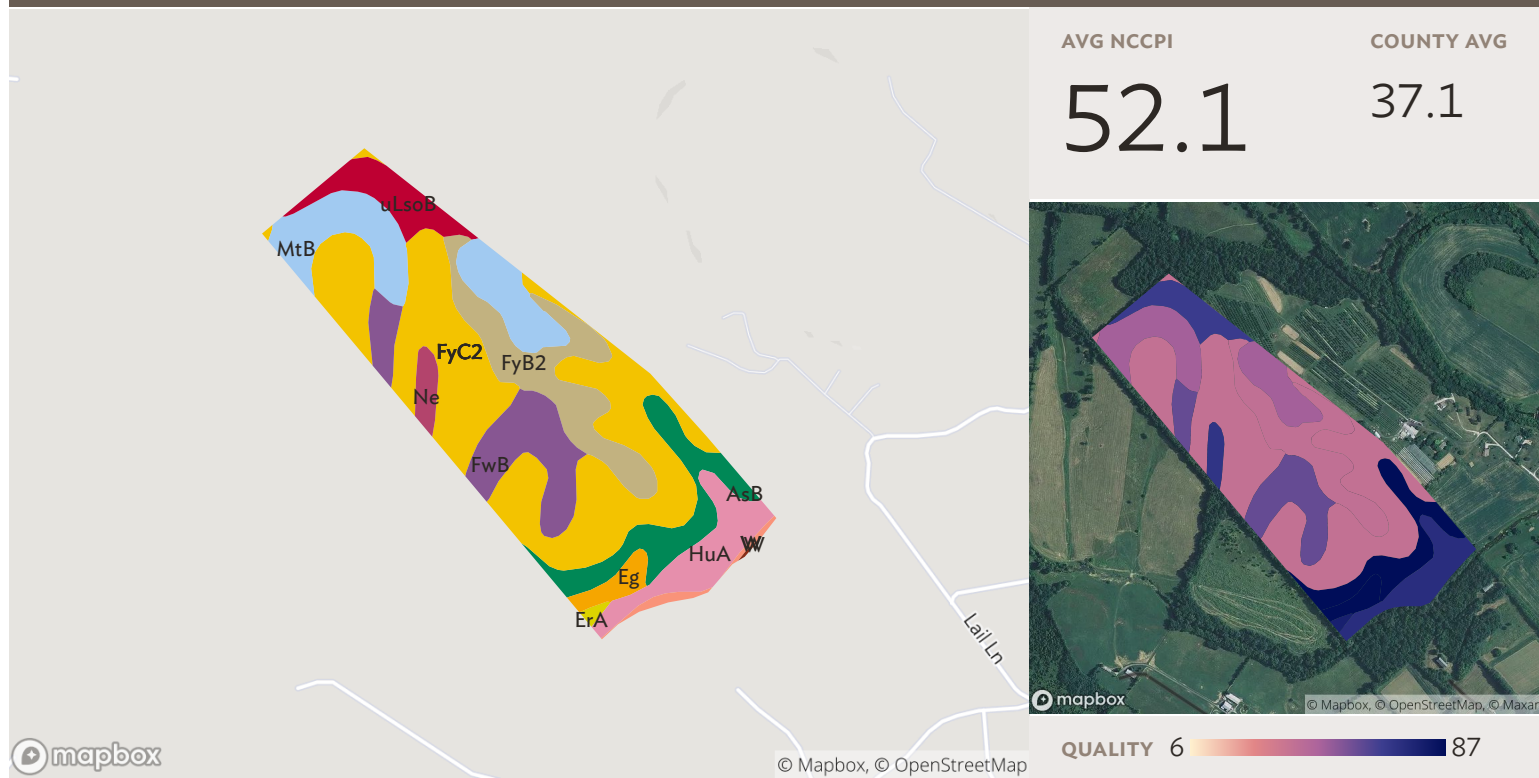 AVG NCCPI
COUNTY AVG
52.1
37.1
uLsoB
MtB
FyC2
FyB2
Ne
FwB
AsB
HuA
W
Eg
ErA
Lail Ln
mapbox
© Mapbox, © OpenStreetMap
mapbox
© Mapbox, © OpenStreetMap, © Maxar
QUALITY 6 87